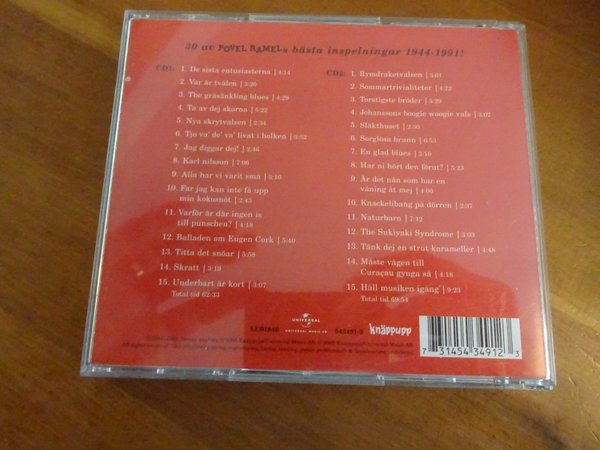 30 av POVEL RAMELs bästa inspelningar 1944-1991!
CD1: 1. De sista entusiasterna | 4:14
2. Var är tvålen | 3:20
3. The gräsänkling blues | 4:29
4. Ta av dej skorna | 5:22
5. Nya skrytvalsen | 2:34
6. Tjo va' de' va' livat i holken | 3:52
7. Jag diggar dej! | 2:46
8. Karl nilsson | 7:06
9. Alla har vi varit små | 3:10
10. Far jag kan inte få upp
min kokosnöt | 2:43
11. Varför är där ingen is
till punschen? | 4:18
12. Balladen om Eugen Cork | 5:40
13. Titta det snöar | 5:58
14. Skratt | 3:19
15. Underbart är kort | 3:07
Total tid 62:33
CD2: 1. Rymdraketvalsen | 3:01
2. Sommartrivialiteter | 4:22
3. Torstigste bröder | 5:29
4. Johanssons boogie woogie vals | 3:07
5. Släkthuset | 2:30
6. Sorglösa brunn | 6:53
7. En glad blues | 3:10
8. Har ni hört den förut? | 5:23
9. Är det nån som har en
våning åt mej | 4:00
10. Knackelibang på dörren | 2:37
11. Naturbarn | 7:12
12. The Sukiyaki Syndrome | 3:03
13. Tänk dej en strut karameller | 4:48
14. Måste vägen till
Curaçau gynga så | 4:18
15. Håll musiken igång | 9:23
Total tid 69:54
UNIVERSAL
UNIVERSAL MUSIC AB
knäppupp
7 31454 34912 3